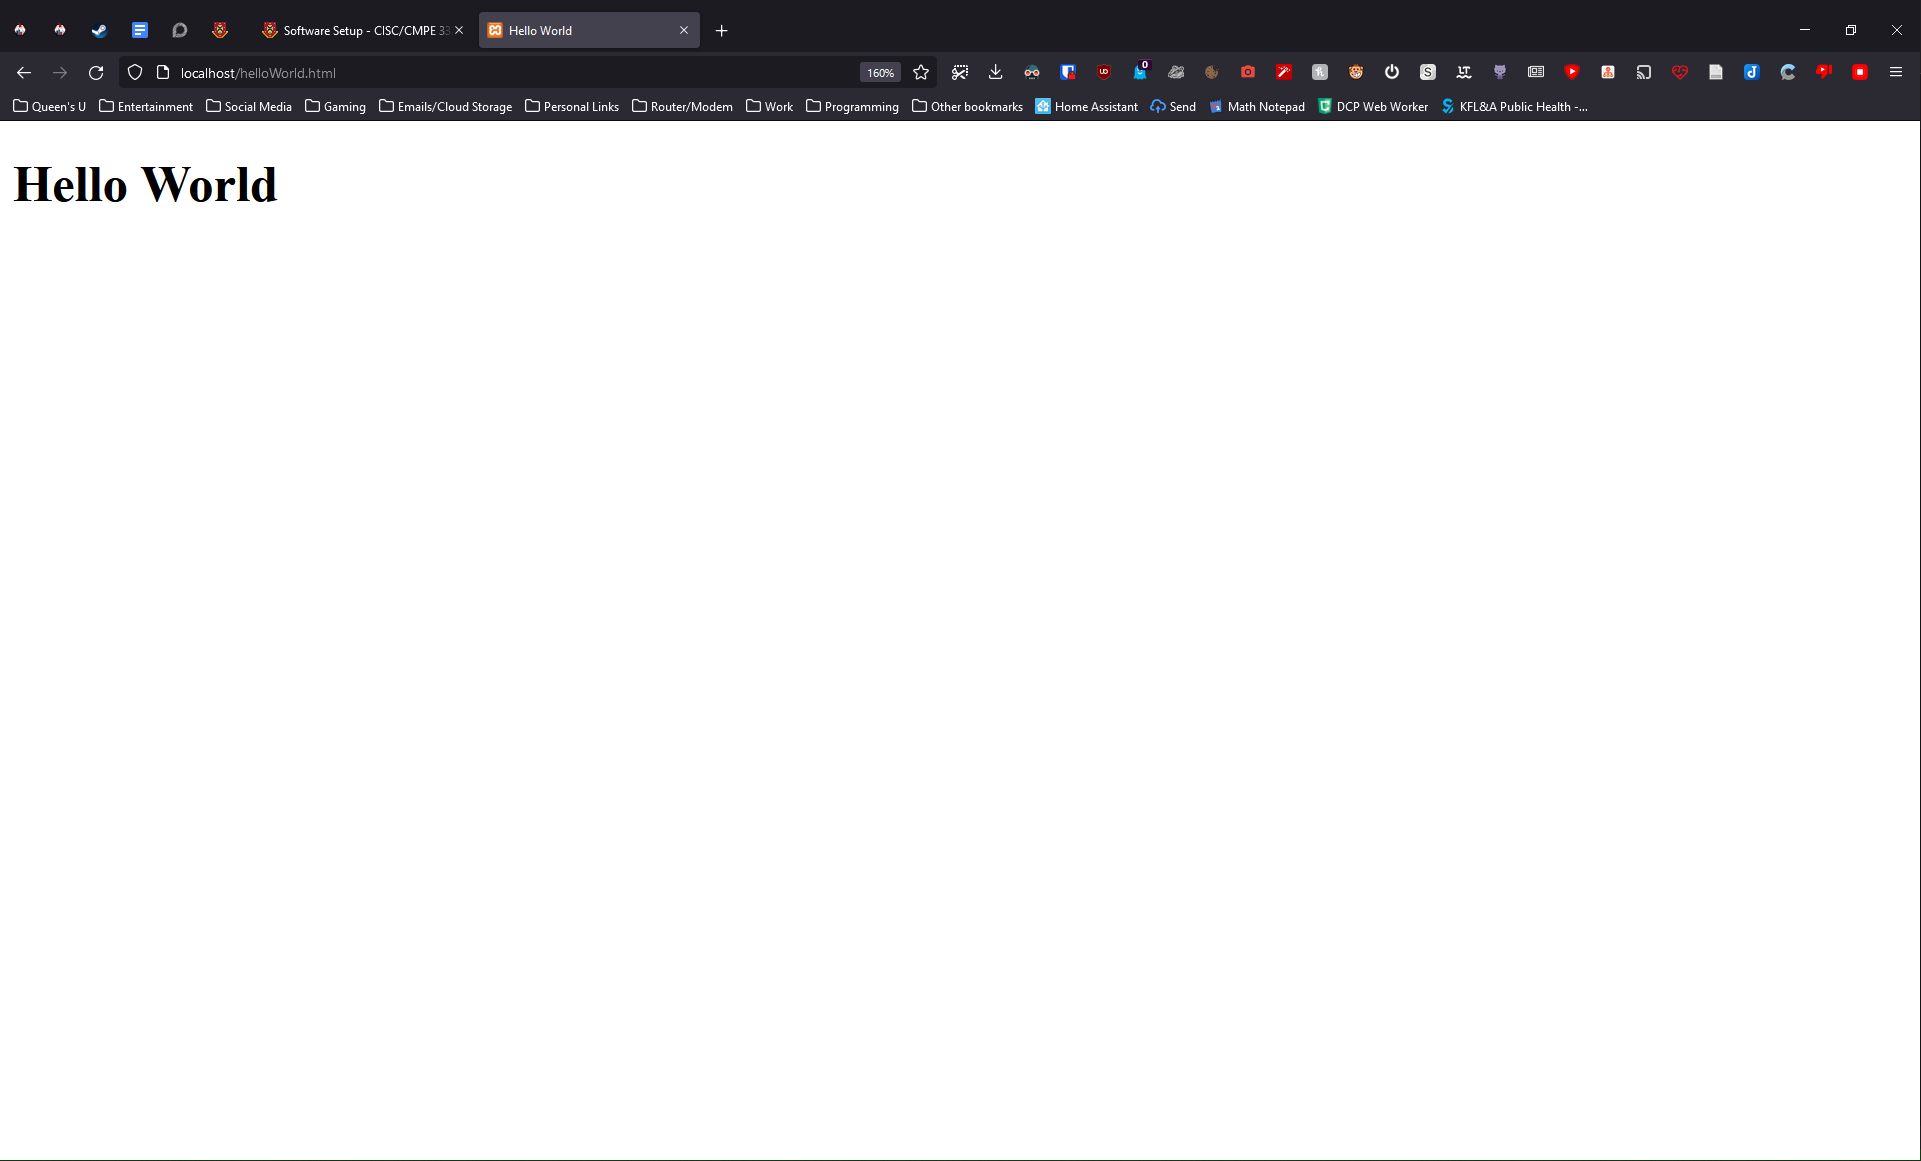 Software Setup - CISC/CMPE 33
Hello World
localhost/helloWorld.html
160%
0
Queen's U
Entertainment
Social Media
Gaming
Emails/Cloud Storage
Personal Links
Router/Modem
Work
Programming
Other bookmarks
Home Assistant
Send
Math Notepad
DCP Web Worker
KFL&A Public Health -...
Hello World